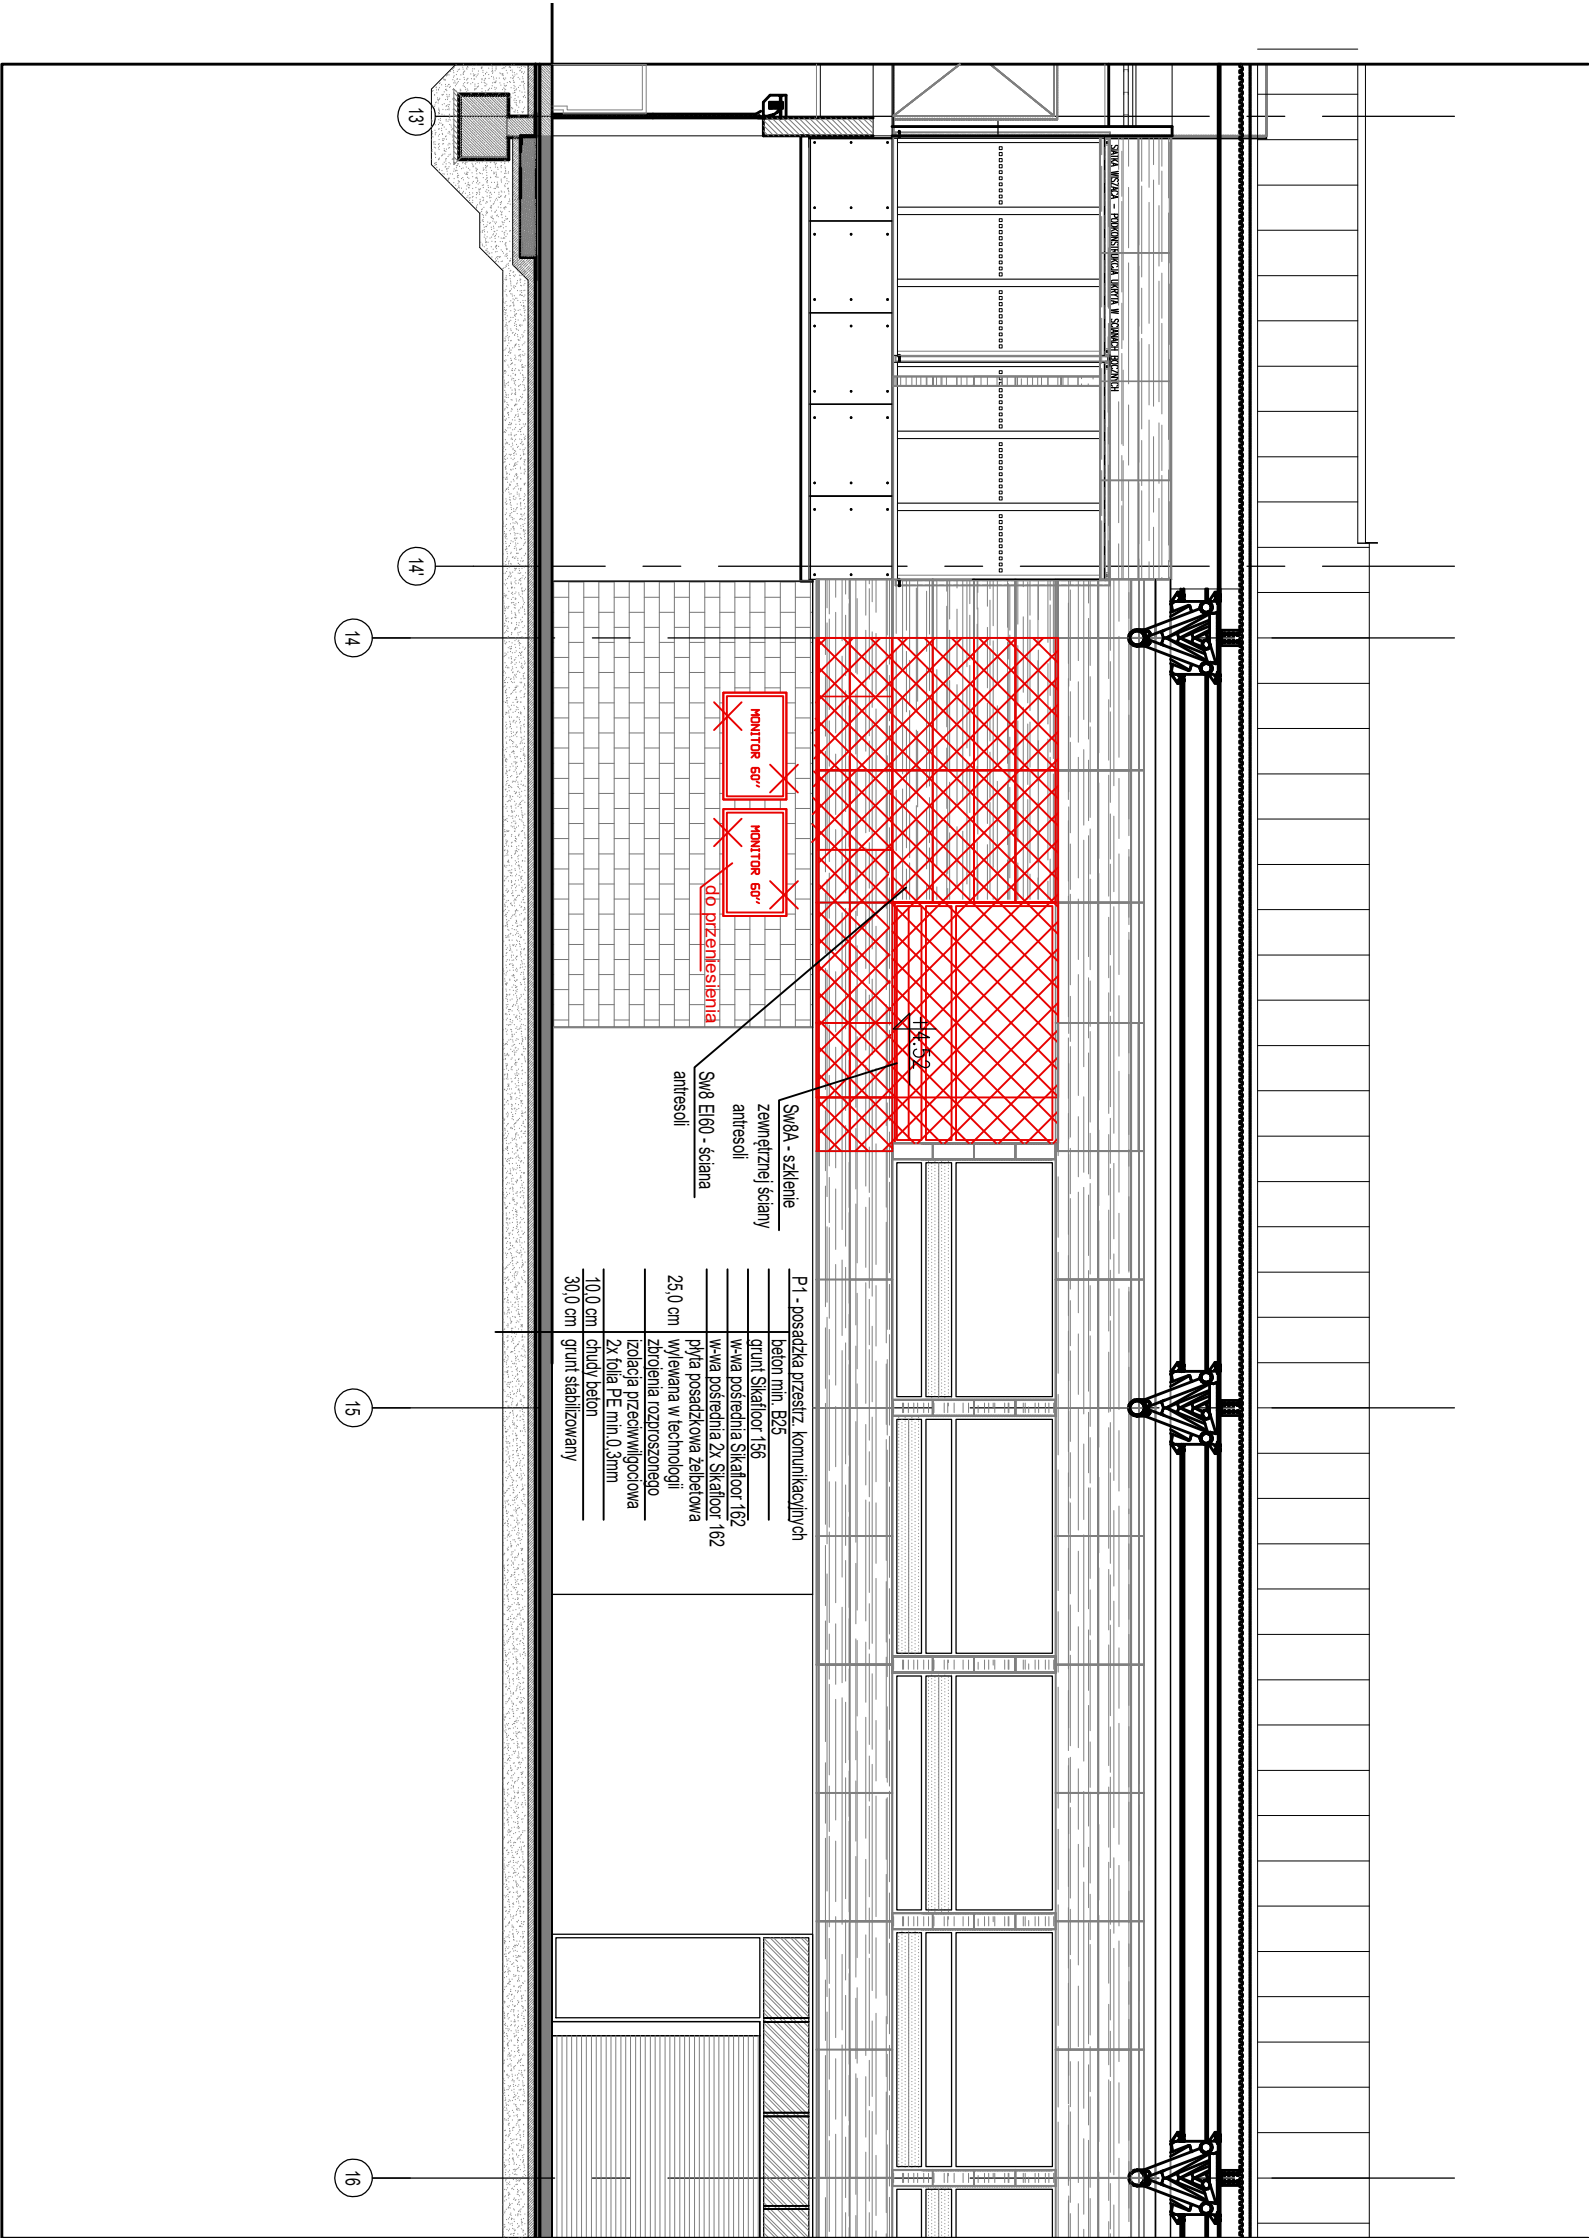 SIATKA WISZĄCA - PODKONSTRUKCJA UKRYTA W ŚCIANACH BOCZNYCH
13'
14'
14
15
16
MONITOR 60"
MONITOR 60"
do przeniesienia
+4.52
Sw8A - szklenie
zewnętrznej ściany
antresoli
Sw8 EI60 - ściana
antresoli
P1 - posadzka przestrz. komunikacyjnych
beton min. B25
grunt Sikafloor 156
w-wa pośrednia Sikafloor 162
w-wa pośrednia 2x Sikafloor 162
płyta posadzkowa żelbetowa
25,0 cm wylewana w technologii
zbrojenia rozproszonego
izolacja przeciwwilgociowa
2x folia PE min.0,3mm
10,0 cm chudy beton
30,0 cm grunt stabilizowany